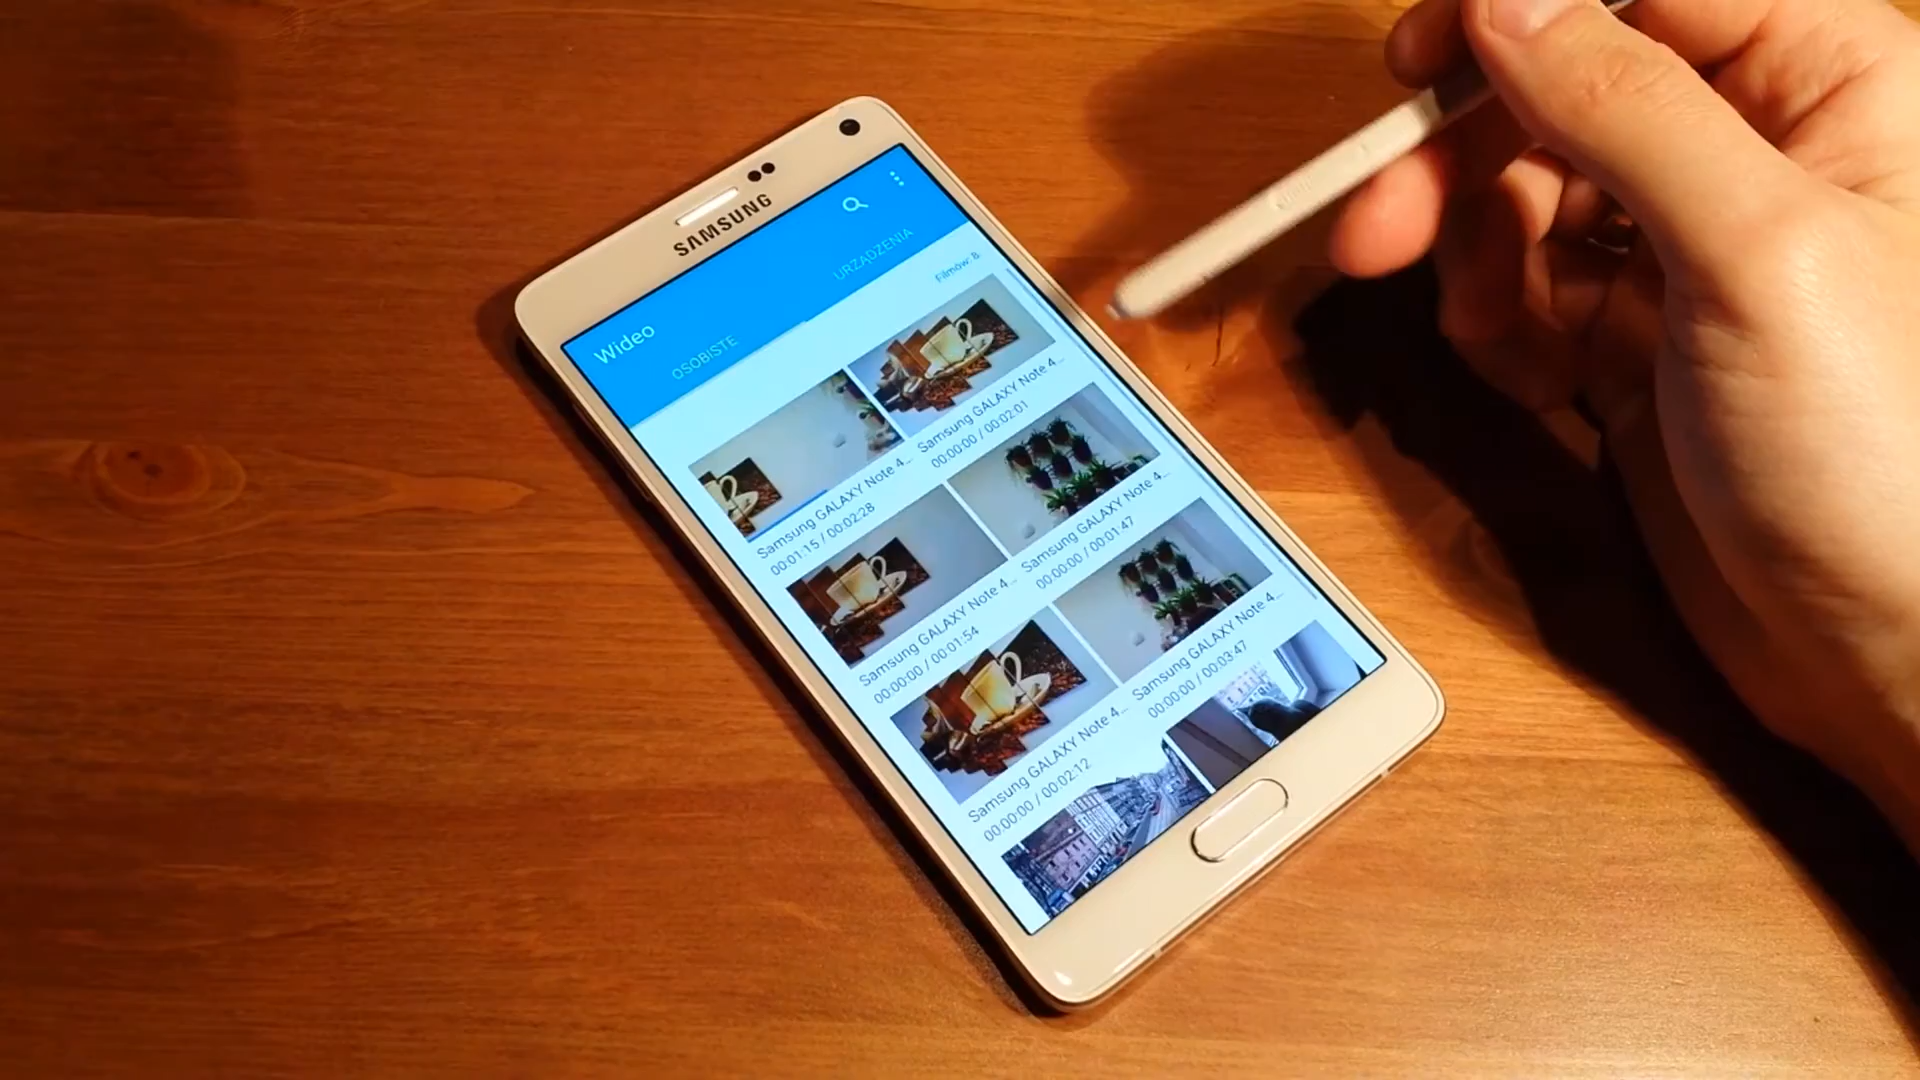 SAMSUNG
Wideo
OSOBISTE
URZĄDZENIA
Filmów: 8
Samsung GALAXY Note 4...
00:01:15 / 00:02:28
Samsung GALAXY Note 4...
00:00:00 / 00:02:01
Samsung GALAXY Note 4...
00:00:00 / 00:01:54
Samsung GALAXY Note 4...
00:00:00 / 00:01:47
Samsung GALAXY Note 4...
00:00:00 / 00:02:12
Samsung GALAXY Note 4...
00:00:00 / 00:03:47